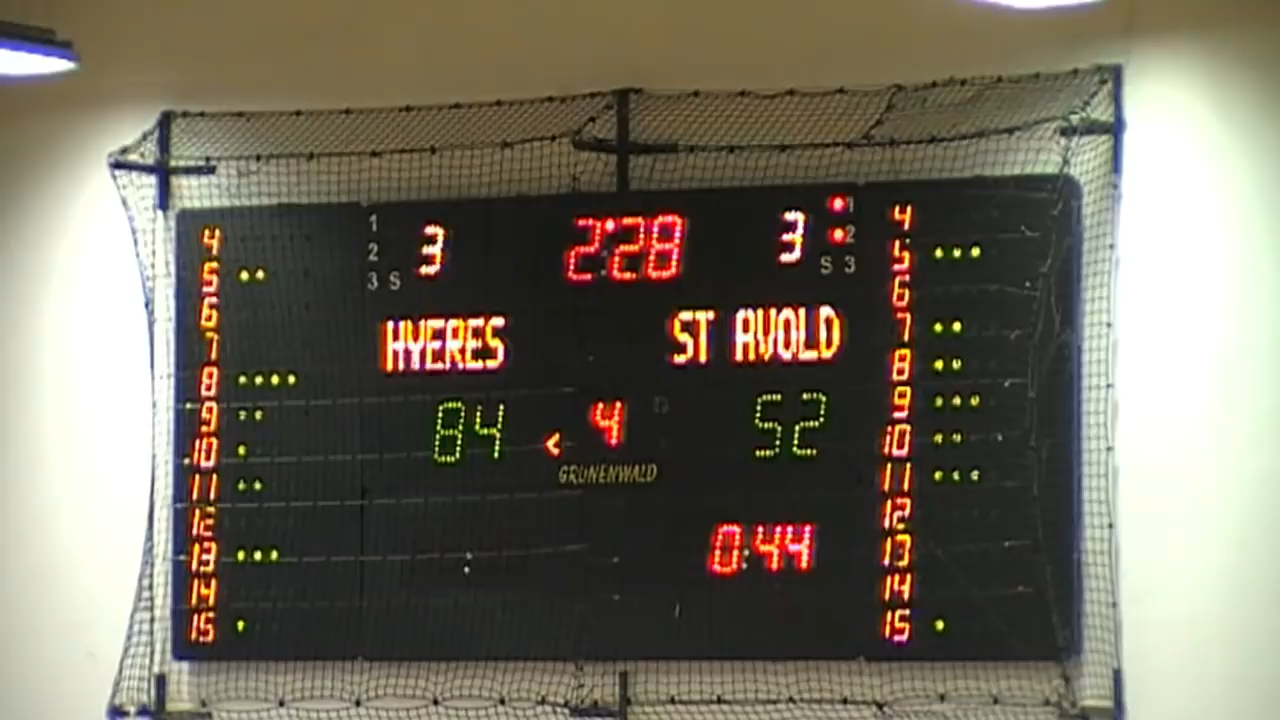 4 1 3 2:28 3 1 4
5 2 2 5
6 3 S S 3 6
7 HYERES ST AVOLD 7
8 8
9 84 < 4 52 9
10 GRUNENWALD 10
11 11
12 12
13 0:44 13
14 14
15 15